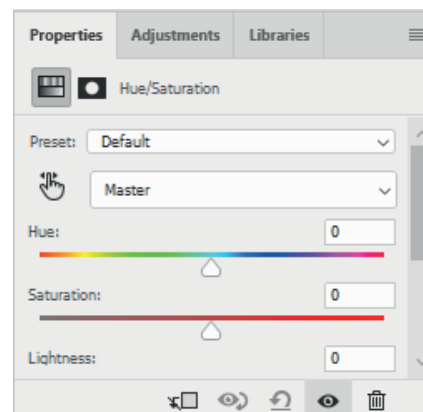 Properties Adjustments Libraries
Hue/Saturation
Preset: Default
Master
Hue: 0
Saturation: 0
Lightness: 0